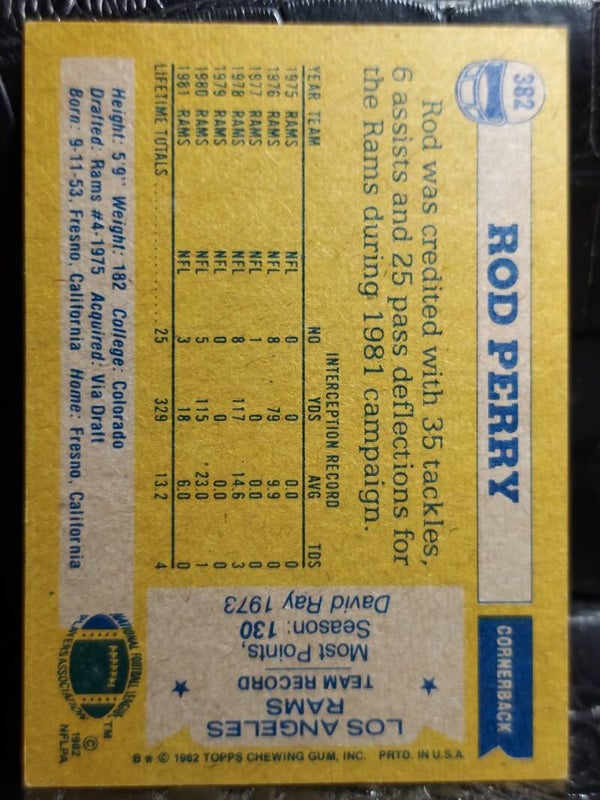 382
ROD PERRY
CORNERBACK
Rod was credited with 35 tackles,
6 assists and 25 pass deflections for
the Rams during 1981 campaign.
INTERCEPTION RECORD
YEAR TEAM NO YDS AVG TDS
1975 RAMS NFL 0 0 0.0 0
1976 RAMS NFL 8 79 9.9 0
1977 RAMS NFL 1 0 0.0 0
1978 RAMS NFL 8 117 14.6 3
1979 RAMS NFL 0 0 0.0 0
1980 RAMS NFL 5 115 *23.0 1
1981 RAMS NFL 3 18 6.0 0
LIFETIME TOTALS 25 329 13.2 4
Height: 5'9" Weight: 182 College: Colorado
Drafted: Rams #4-1975 Acquired: Via Draft
Born: 9-11-53, Fresno, California Home: Fresno, California
LOS ANGELES
RAMS
TEAM RECORD
Most Points,
Season: 130
David Ray 1973
NATIONAL FOOTBALL LEAGUE
PLAYERS ASSOCIATION
NFLPA
TM
© 1982
NFLPA
B * © 1982 TOPPS CHEWING GUM, INC. PRTD. IN U.S.A.